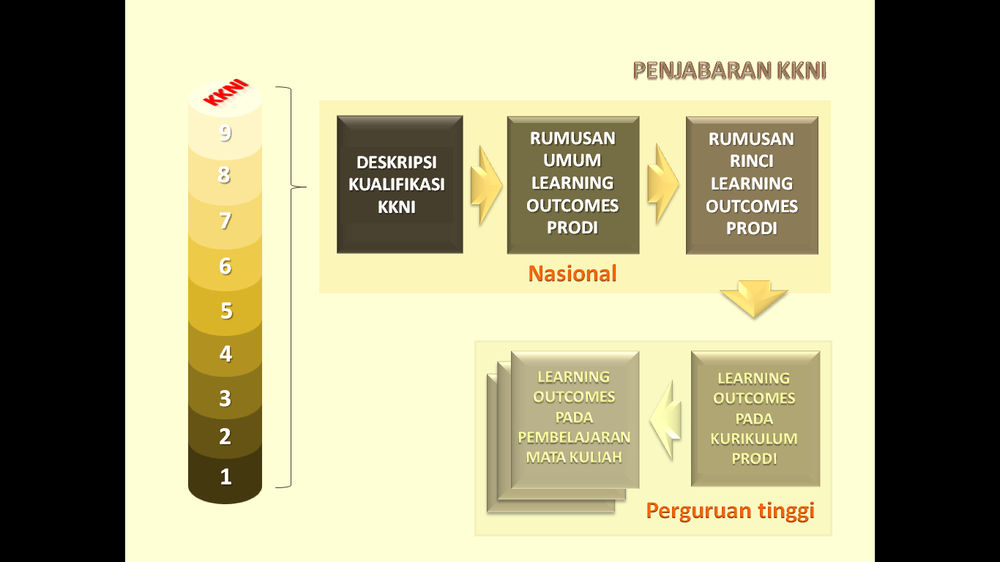 PENJABARAN KKNI
KKNI
9
8
7
6
5
4
3
2
1
DESKRIPSI
KUALIFIKASI
KKNI
RUMUSAN
UMUM
LEARNING
OUTCOMES
PRODI
RUMUSAN
RINCI
LEARNING
OUTCOMES
PRODI
Nasional
LEARNING
OUTCOMES
PADA
PEMBELAJARAN
MATA KULIAH
LEARNING
OUTCOMES
PADA
KURIKULUM
PRODI
Perguruan tinggi